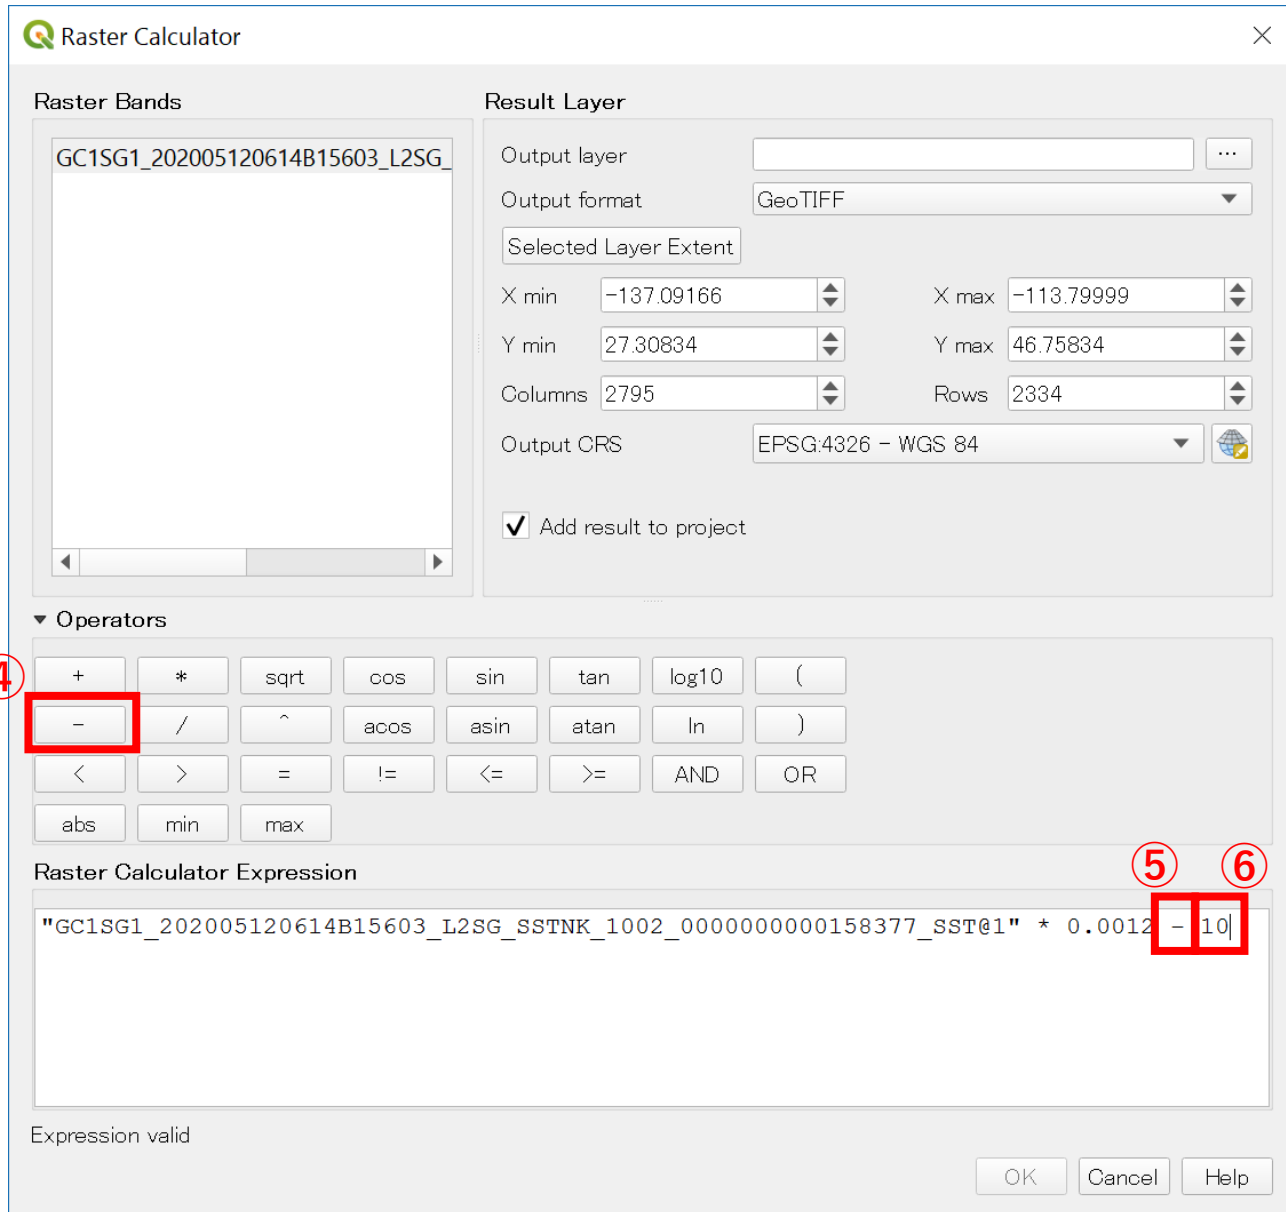 Raster Calculator
Raster Bands
Result Layer
GC1SG1_202005120614B15603_L2SG_
Output layer
...
Output format GeoTIFF
Selected Layer Extent
X min -137.09166 X max -113.79999
Y min 27.30834 Y max 46.75834
Columns 2795 Rows 2334
Output CRS EPSG:4326 - WGS 84
Add result to project
Operators
④
+ * sqrt cos sin tan log10 (
- / ^ acos asin atan ln )
< > = != <= >= AND OR
abs min max
Raster Calculator Expression
⑤ ⑥
"GC1SG1_202005120614B15603_L2SG_SSTNK_1002_0000000000158377_SST@1" * 0.0012 - 10
Expression valid
OK Cancel Help